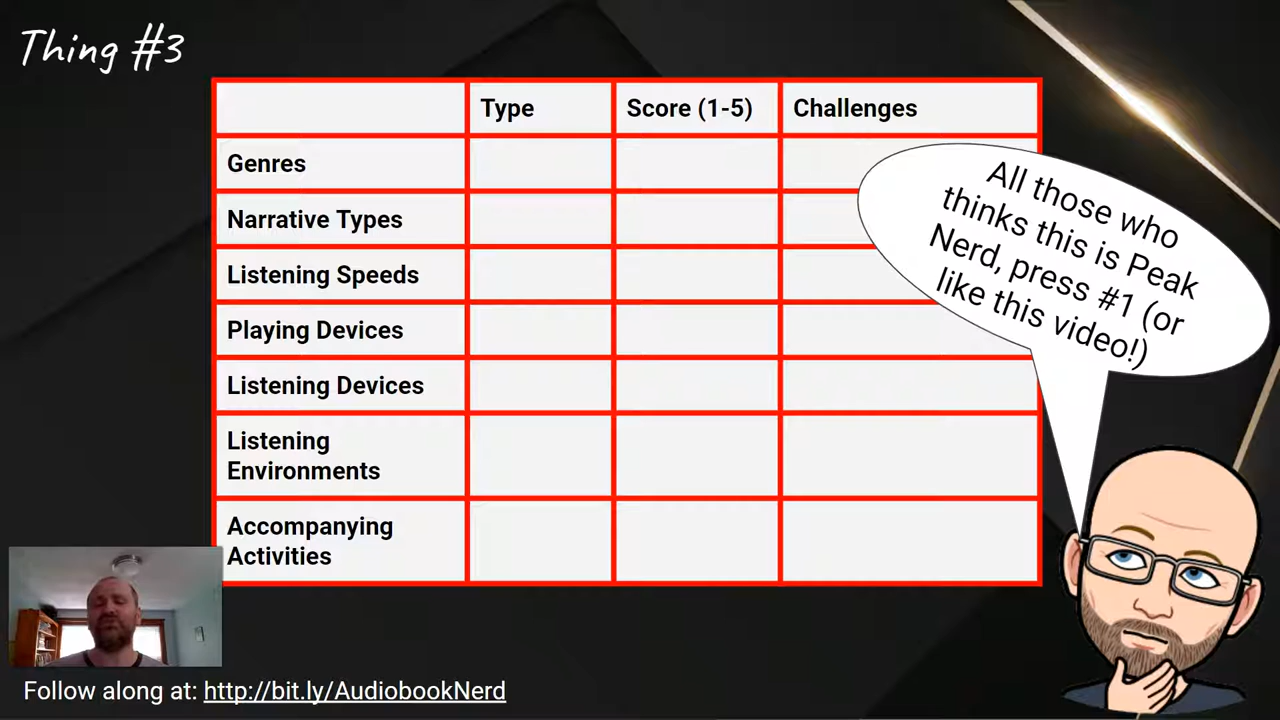 Thing #3
Type
Score (1-5)
Challenges
Genres
Narrative Types
Listening Speeds
Playing Devices
Listening Devices
Listening
Environments
Accompanying
Activities
All those who
thinks this is Peak
Nerd, press #1 (or
like this video!)
Follow along at: http://bit.ly/AudiobookNerd